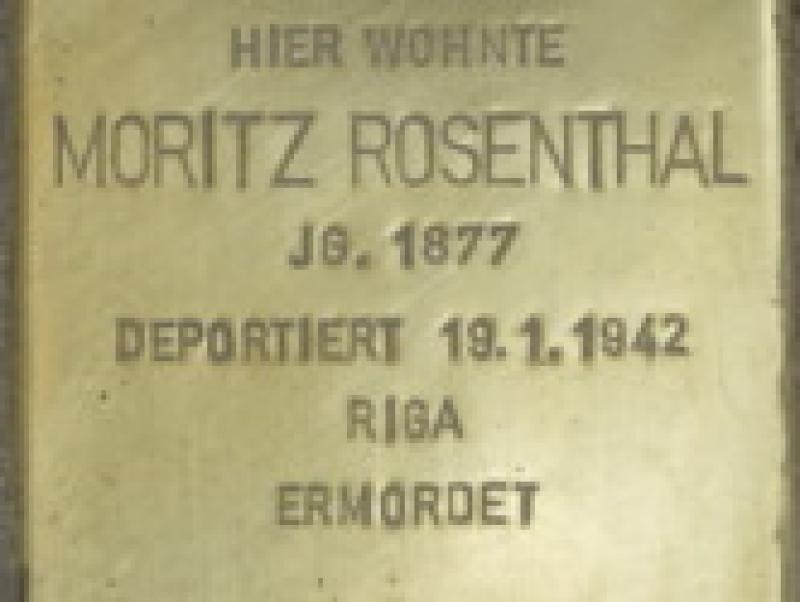 HIER WOHNTE
MORITZ ROSENTHAL
JG. 1877
DEPORTIERT 19.1.1942
RIGA
ERMORDET